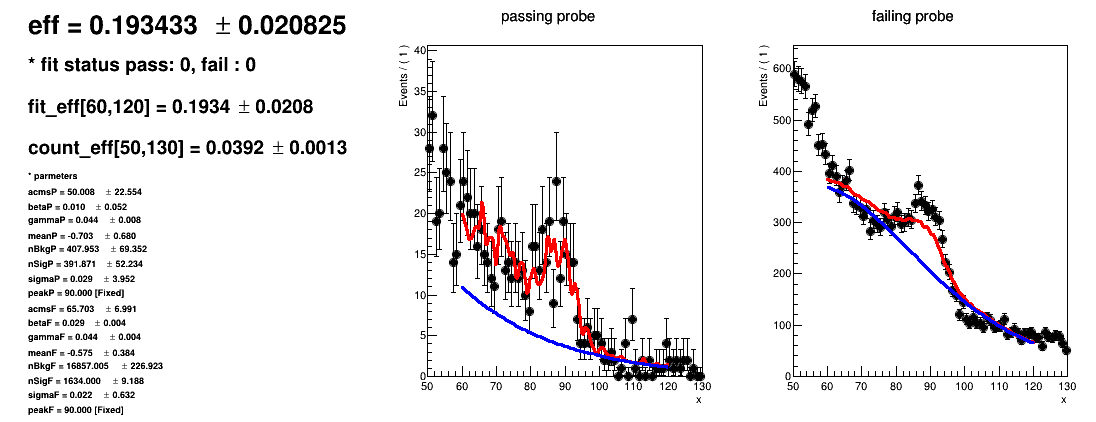 eff = 0.193433 ± 0.020825
* fit status pass: 0, fail : 0
fit_eff[60,120] = 0.1934 ± 0.0208
count_eff[50,130] = 0.0392 ± 0.0013
* parmeters
acmsP = 50.008 ± 22.554
betaP = 0.010 ± 0.052
gammaP = 0.044 ± 0.008
meanP = -0.703 ± 0.680
nBkgP = 407.953 ± 69.352
nSigP = 391.871 ± 52.234
sigmaP = 0.029 ± 3.952
peakP = 90.000 [Fixed]
acmsF = 65.703 ± 6.991
betaF = 0.029 ± 0.004
gammaF = 0.044 ± 0.004
meanF = -0.575 ± 0.384
nBkgF = 16857.005 ± 226.923
nSigF = 1634.000 ± 9.188
sigmaF = 0.022 ± 0.632
peakF = 90.000 [Fixed]
passing probe
Events / ( 1 )
40
35
30
25
20
15
10
5
0
50 60 70 80 90 100 110 120 130
x
failing probe
Events / ( 1 )
600
500
400
300
200
100
0
50 60 70 80 90 100 110 120 130
x